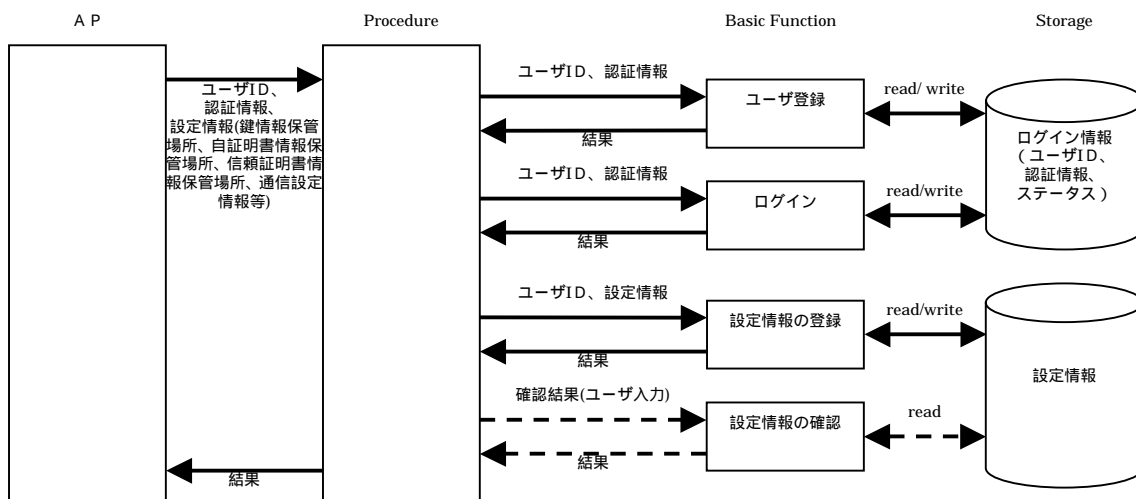 ＡＰ
Procedure
Basic Function
Storage
ユーザID、
認証情報、
設定情報(鍵情報保管
場所、自証明書情報保
管場所、信頼証明書情
報保管場所、通信設定
情報等)
ユーザID、認証情報
結果
ユーザ登録
read/ write
ログイン情報
（ユーザID、
認証情報、
ステータス）
ユーザID、認証情報
結果
ログイン
read/write
ユーザID、設定情報
結果
設定情報の登録
read/write
設定情報
確認結果(ユーザ入力)
結果
設定情報の確認
read
結果